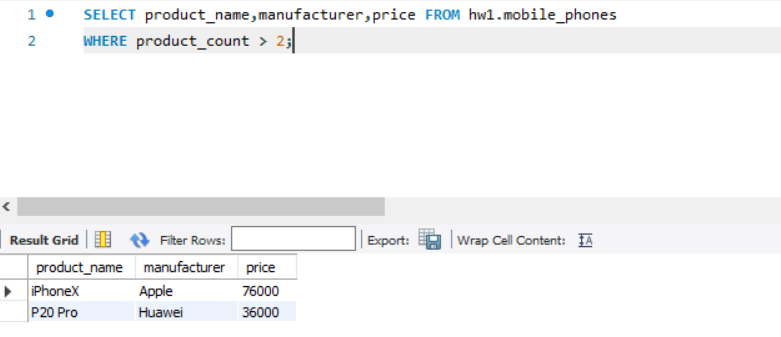 1 SELECT product_name,manufacturer,price FROM hw1.mobile_phones
2 WHERE product_count > 2;
Result Grid Filter Rows: Export: Wrap Cell Content: IA
product_name manufacturer price
iPhoneX Apple 76000
P20 Pro Huawei 36000